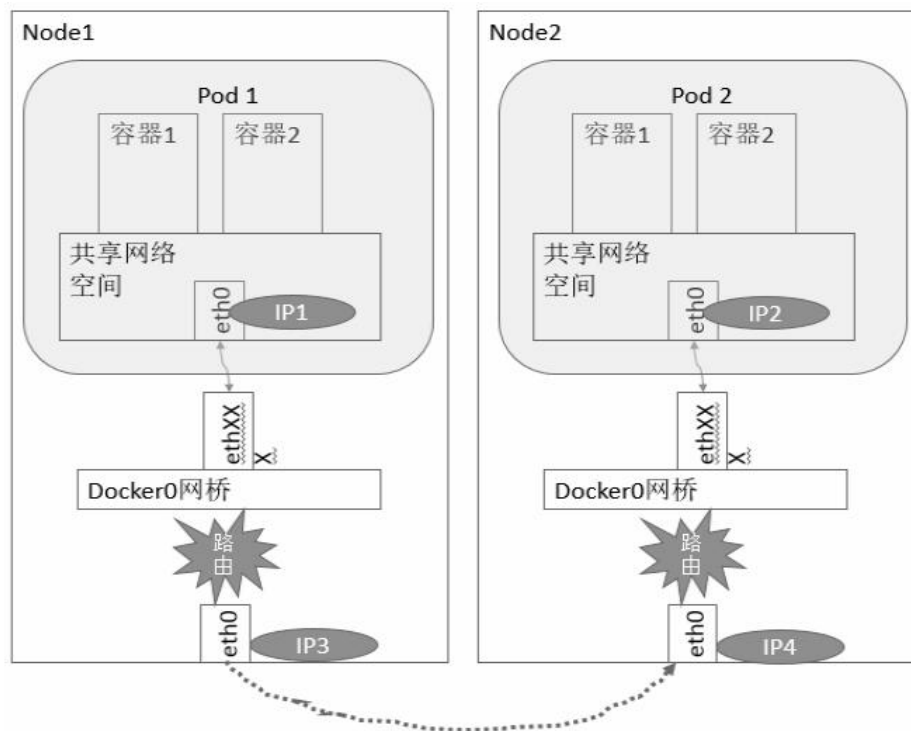 Node1
Pod 1
容器1
容器2
共享网络
空间
eth0
IP1
ethXX
X
Docker0网桥
路
由
eth0
IP3
Node2
Pod 2
容器1
容器2
共享网络
空间
eth0
IP2
ethXX
X
Docker0网桥
路
由
eth0
IP4